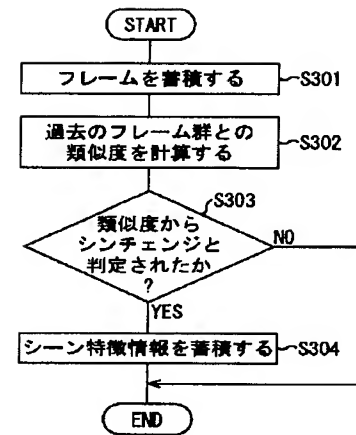 START
フレームを蓄積する
S301
過去のフレーム群との
類似度を計算する
S302
S303
類似度から
シンチェンジと
判定されたか
?
NO
YES
シーン特徴情報を蓄積する
S304
END